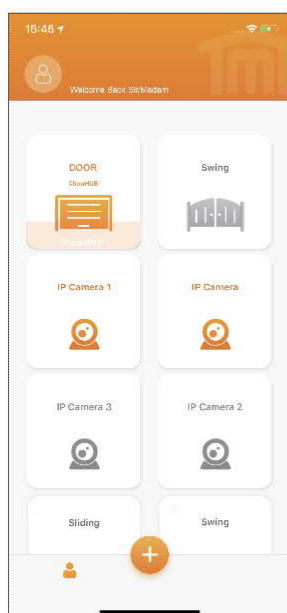 15:45
Welcome Back Sir/Madam
DOOR
ChowHUB
ChowHUB
Swing
IP Camera 1
IP Camera
IP Camera 3
IP Camera 2
Sliding
Swing